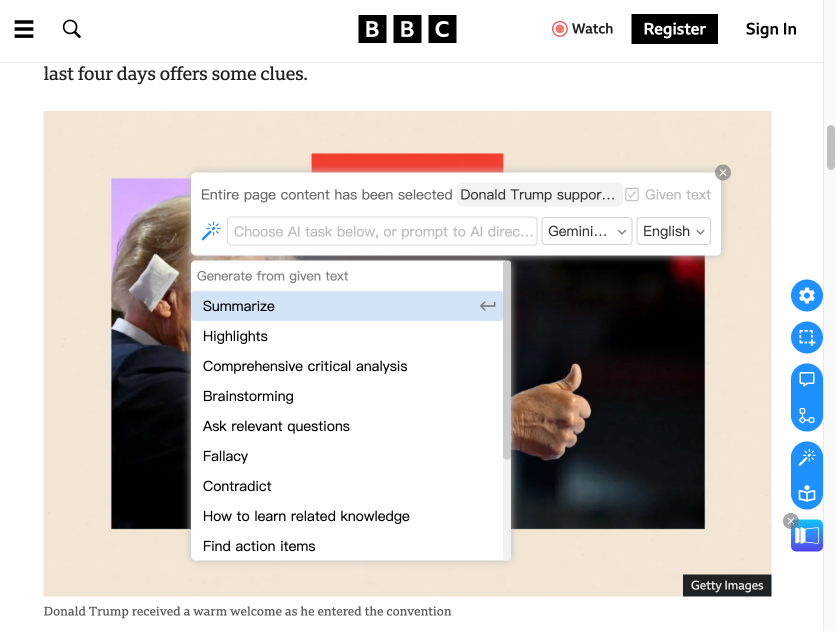 BBC
Watch
Register
Sign In
last four days offers some clues.
Entire page content has been selected Donald Trump suppor... Given text
Choose AI task below, or prompt to AI direc... Gemini... English
Generate from given text
Summarize
Highlights
Comprehensive critical analysis
Brainstorming
Ask relevant questions
Fallacy
Contradict
How to learn related knowledge
Find action items
Getty Images
Donald Trump received a warm welcome as he entered the convention